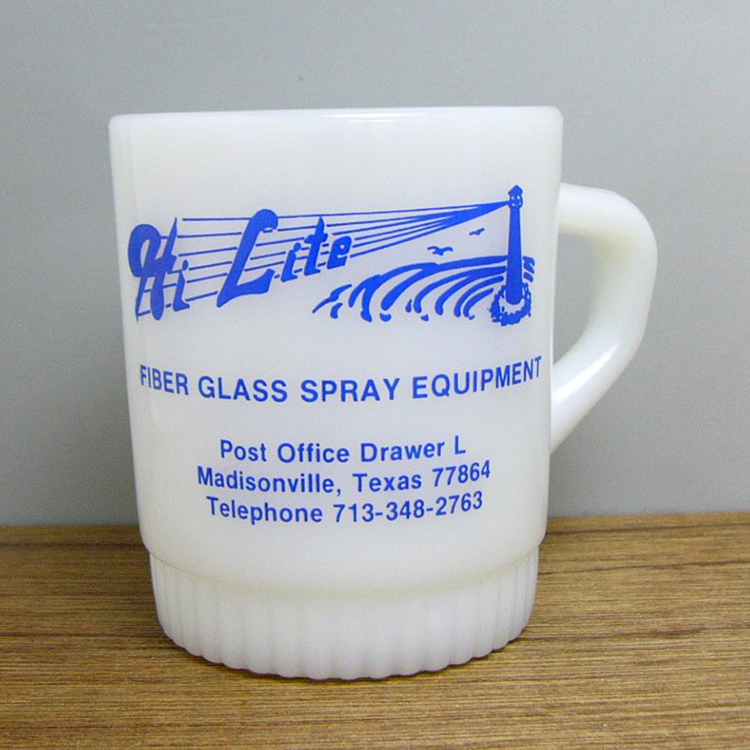 Hi Lite
FIBER GLASS SPRAY EQUIPMENT
Post Office Drawer L
Madisonville, Texas 77864
Telephone 713-348-2763